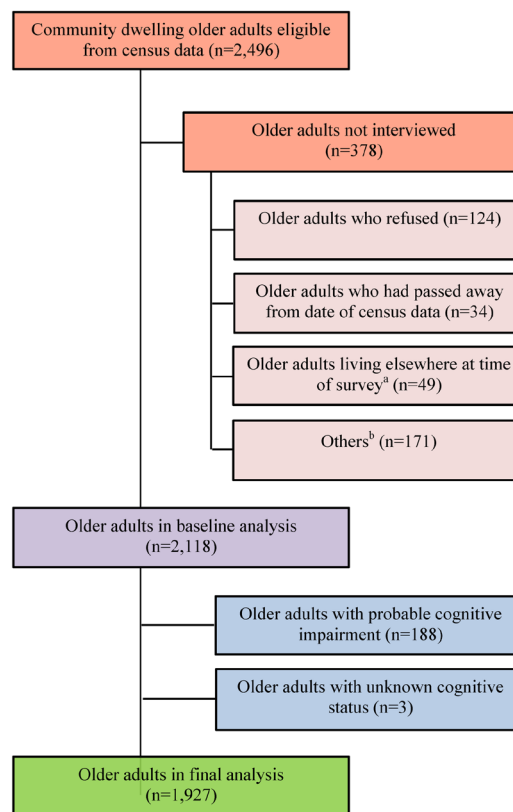 Community dwelling older adults eligible
from census data (n=2,496)
Older adults not interviewed
(n=378)
Older adults who refused (n=124)
Older adults who had passed away
from date of census data (n=34)
Older adults living elsewhere at time
of surveyᵃ (n=49)
Othersᵇ (n=171)
Older adults in baseline analysis
(n=2,118)
Older adults with probable cognitive
impairment (n=188)
Older adults with unknown cognitive
status (n=3)
Older adults in final analysis
(n=1,927)